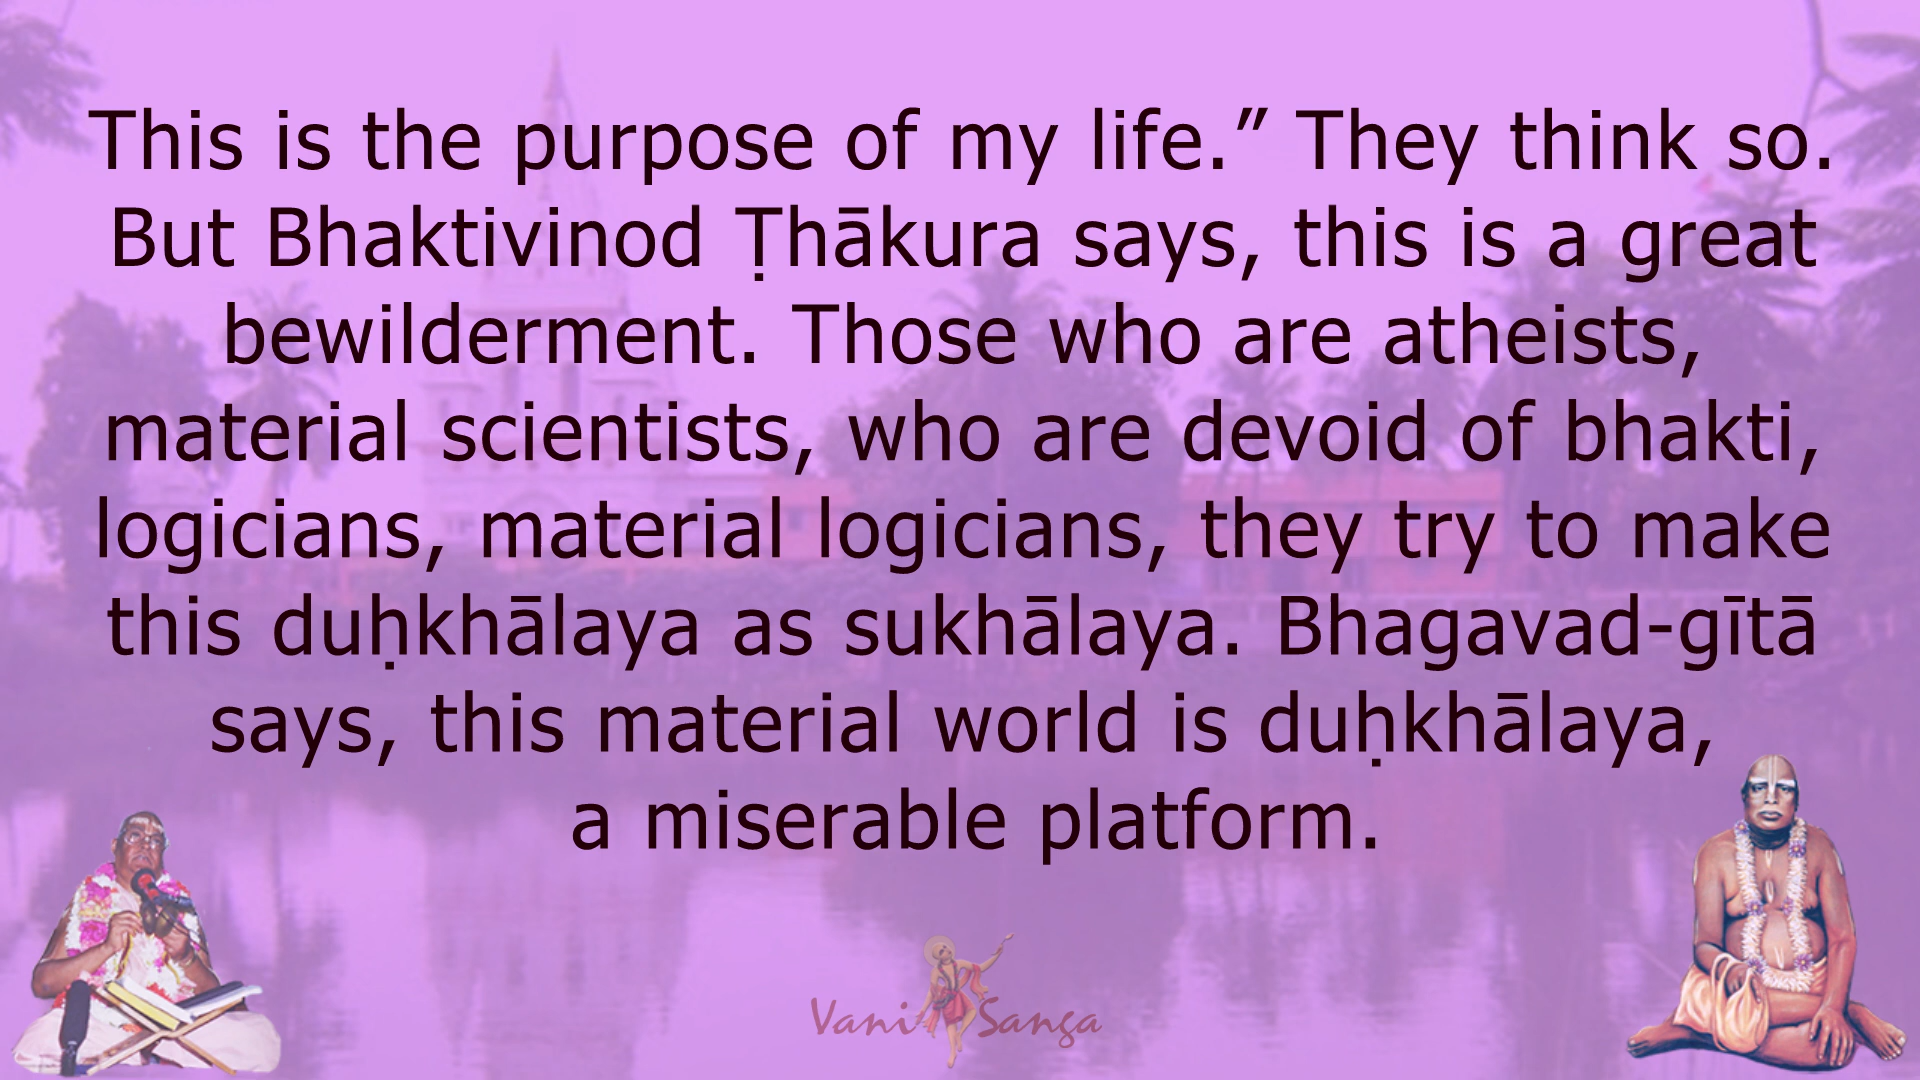 This is the purpose of my life.” They think so.
But Bhaktivinod Ṭhākura says, this is a great
bewilderment. Those who are atheists,
material scientists, who are devoid of bhakti,
logicians, material logicians, they try to make
this duḥkhālaya as sukhālaya. Bhagavad-gītā
says, this material world is duḥkhālaya,
a miserable platform.
Vani Sanga